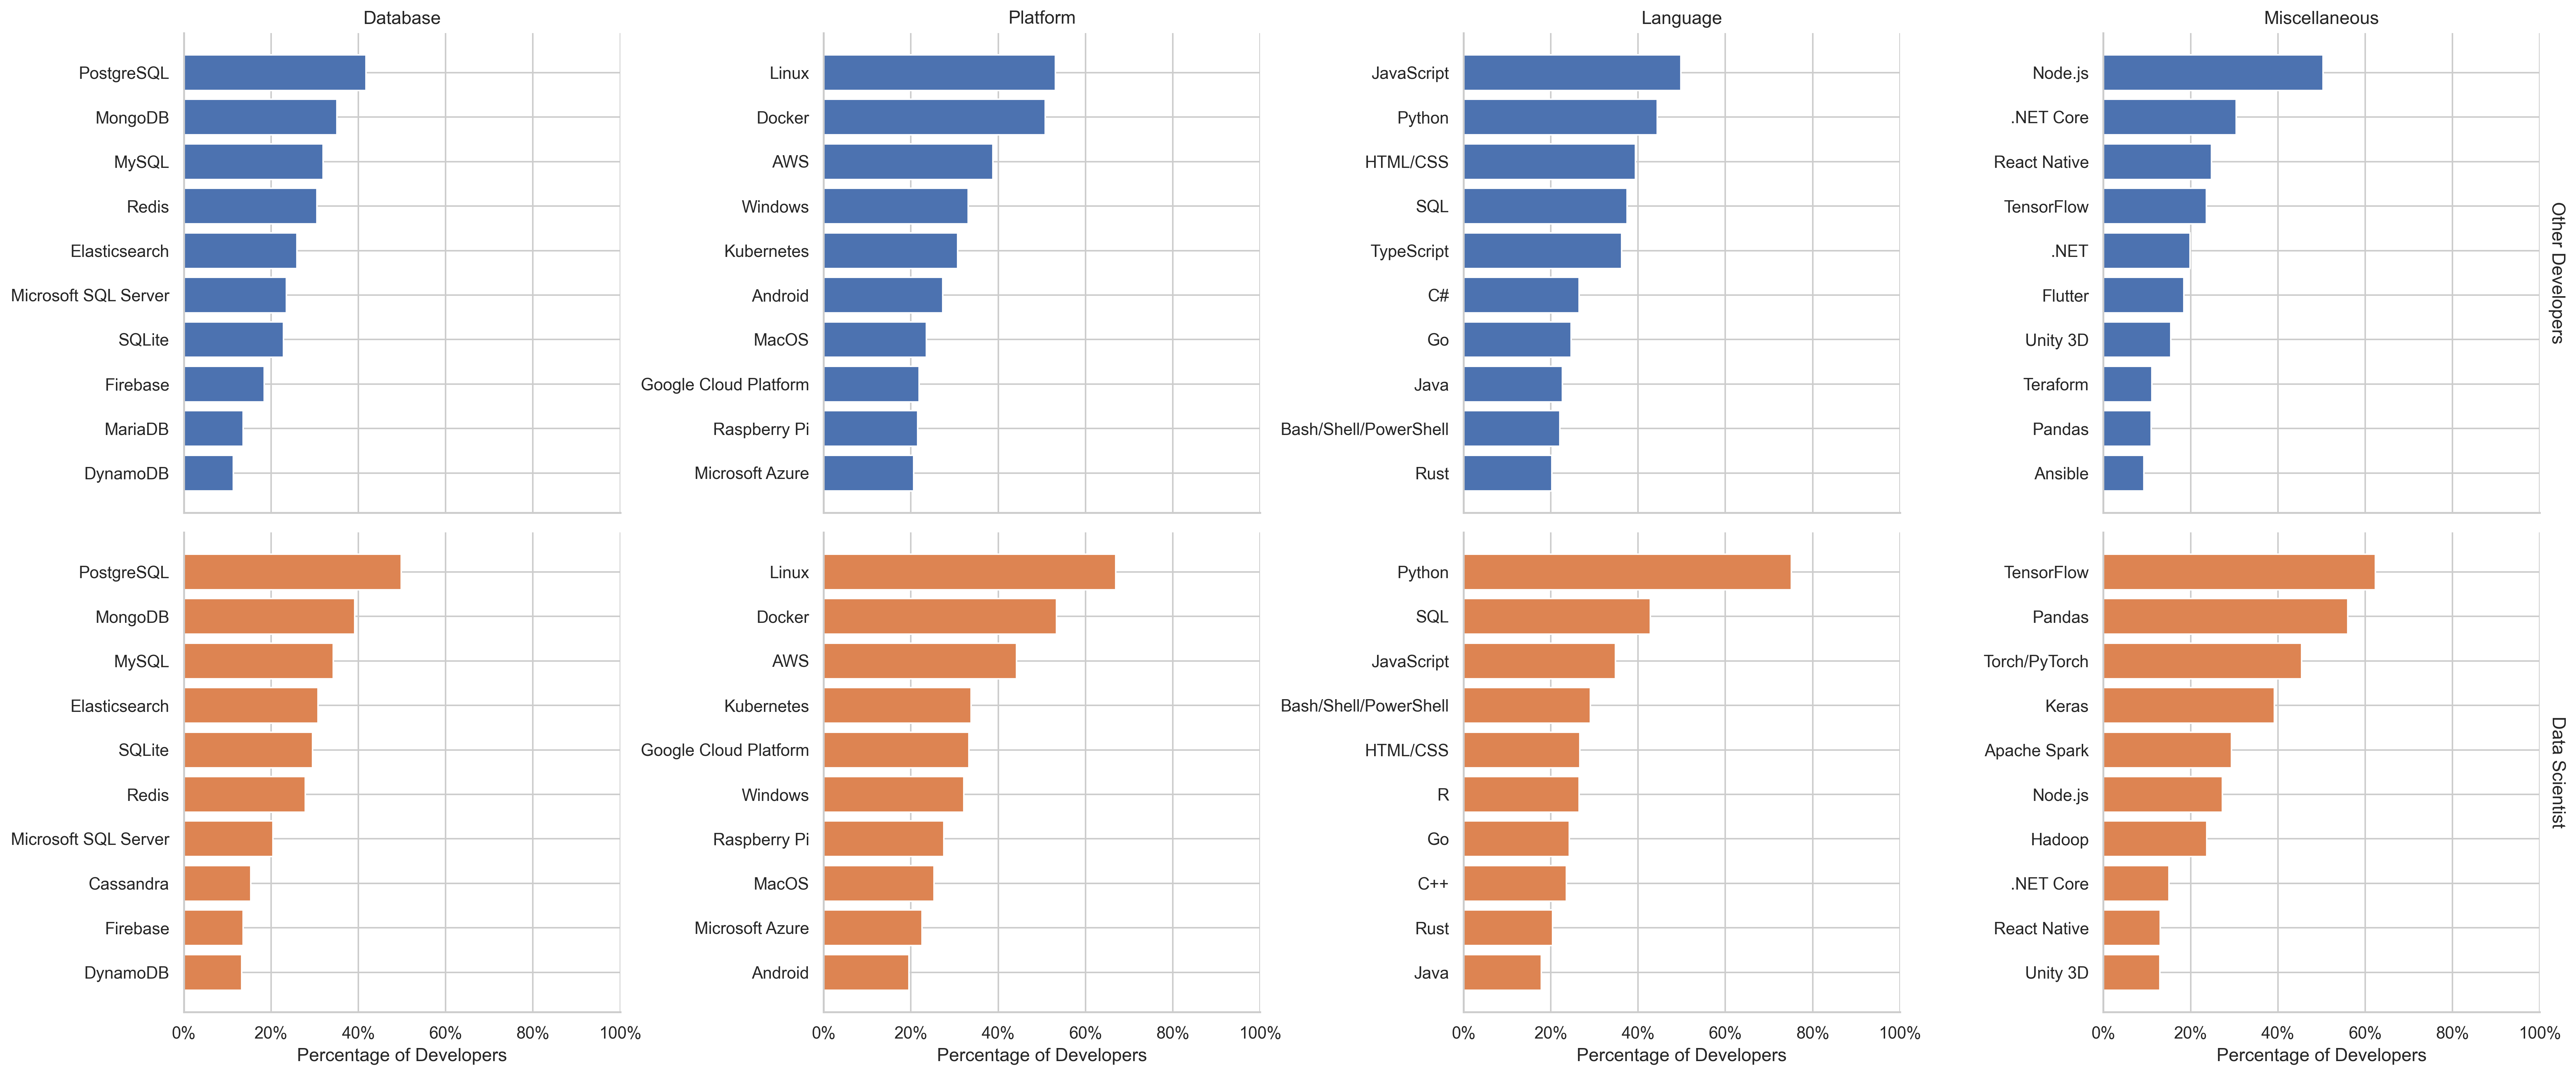 Database
Platform
Language
Miscellaneous
PostgreSQL
MongoDB
MySQL
Redis
Elasticsearch
Microsoft SQL Server
SQLite
Firebase
MariaDB
DynamoDB
Linux
Docker
AWS
Windows
Kubernetes
Android
MacOS
Google Cloud Platform
Raspberry Pi
Microsoft Azure
JavaScript
Python
HTML/CSS
SQL
TypeScript
C#
Go
Java
Bash/Shell/PowerShell
Rust
Node.js
.NET Core
React Native
TensorFlow
.NET
Flutter
Unity 3D
Teraform
Pandas
Ansible
Other Developers
PostgreSQL
MongoDB
MySQL
Elasticsearch
SQLite
Redis
Microsoft SQL Server
Cassandra
Firebase
DynamoDB
0% 20% 40% 60% 80% 100%
Percentage of Developers
Linux
Docker
AWS
Kubernetes
Google Cloud Platform
Windows
Raspberry Pi
MacOS
Microsoft Azure
Android
0% 20% 40% 60% 80% 100%
Percentage of Developers
Python
SQL
JavaScript
Bash/Shell/PowerShell
HTML/CSS
R
Go
C++
Rust
Java
0% 20% 40% 60% 80% 100%
Percentage of Developers
TensorFlow
Pandas
Torch/PyTorch
Keras
Apache Spark
Node.js
Hadoop
.NET Core
React Native
Unity 3D
0% 20% 40% 60% 80% 100%
Percentage of Developers
Data Scientist